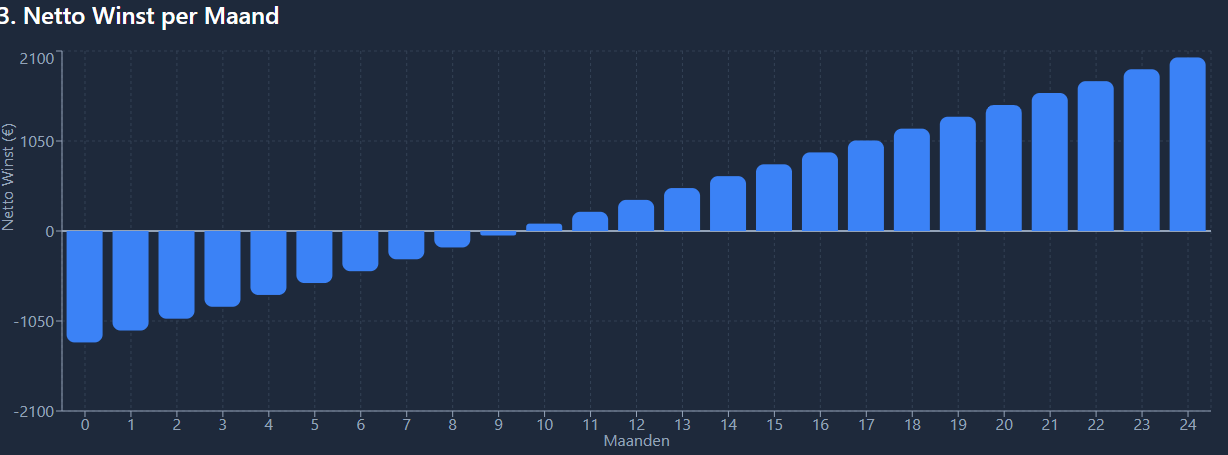 3. Netto Winst per Maand
2100
1050
0
-1050
-2100
Netto Winst (€)
0 1 2 3 4 5 6 7 8 9 10 11 12 13 14 15 16 17 18 19 20 21 22 23 24
Maanden